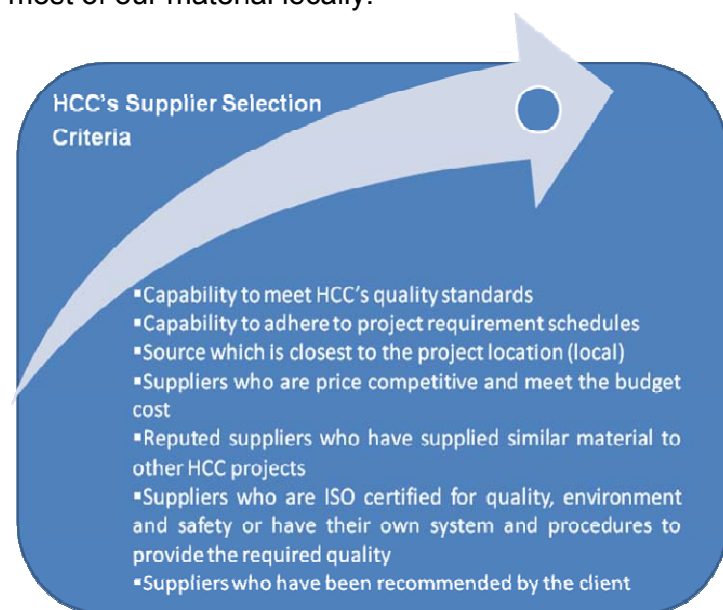 most of our material locally.
HCC's Supplier Selection
Criteria
▪Capability to meet HCC's quality standards
▪Capability to adhere to project requirement schedules
▪Source which is closest to the project location (local)
▪Suppliers who are price competitive and meet the budget
cost
▪Reputed suppliers who have supplied similar material to
other HCC projects
▪Suppliers who are ISO certified for quality, environment
and safety or have their own system and procedures to
provide the required quality
▪Suppliers who have been recommended by the client